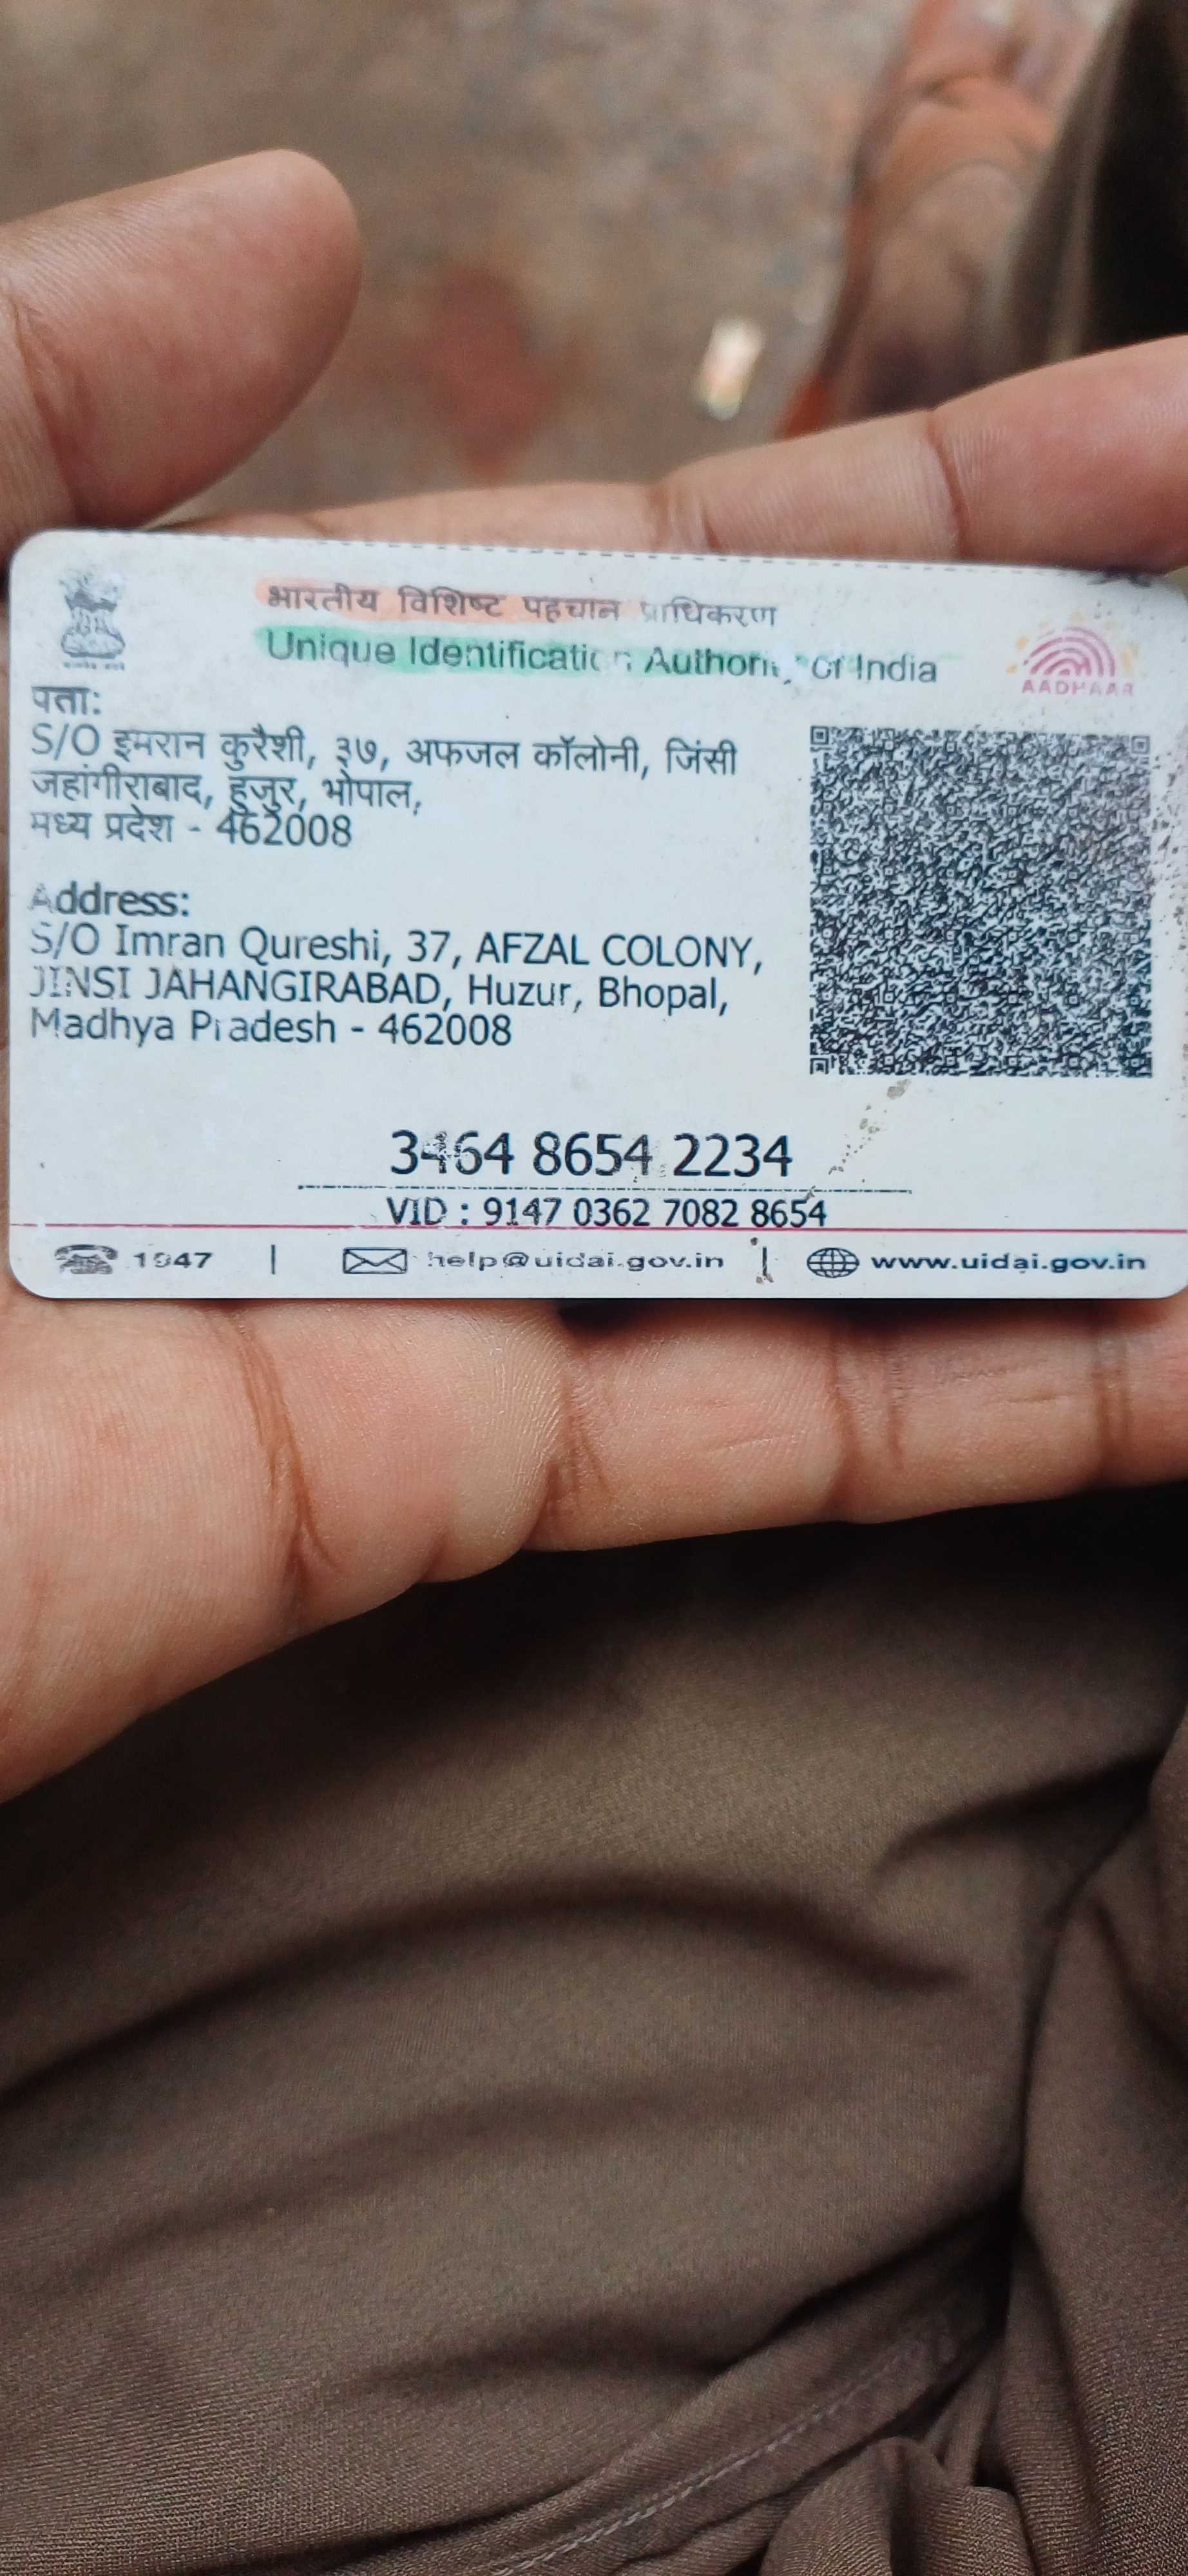 भारतीय विशिष्ट पहचान प्राधिकरण
Unique Identification Authority of India
AADHAAR
पता:
S/O इमरान कुरैशी, ३७, अफजल कॉलोनी, जिंसी
जहांगीराबाद, हुजुर, भोपाल,
मध्य प्रदेश - 462008
Address:
S/O Imran Qureshi, 37, AFZAL COLONY,
JINSI JAHANGIRABAD, Huzur, Bhopal,
Madhya Pradesh - 462008
3464 8654 2234
VID : 9147 0362 7082 8654
1947 | help@uidai.gov.in | www.uidai.gov.in